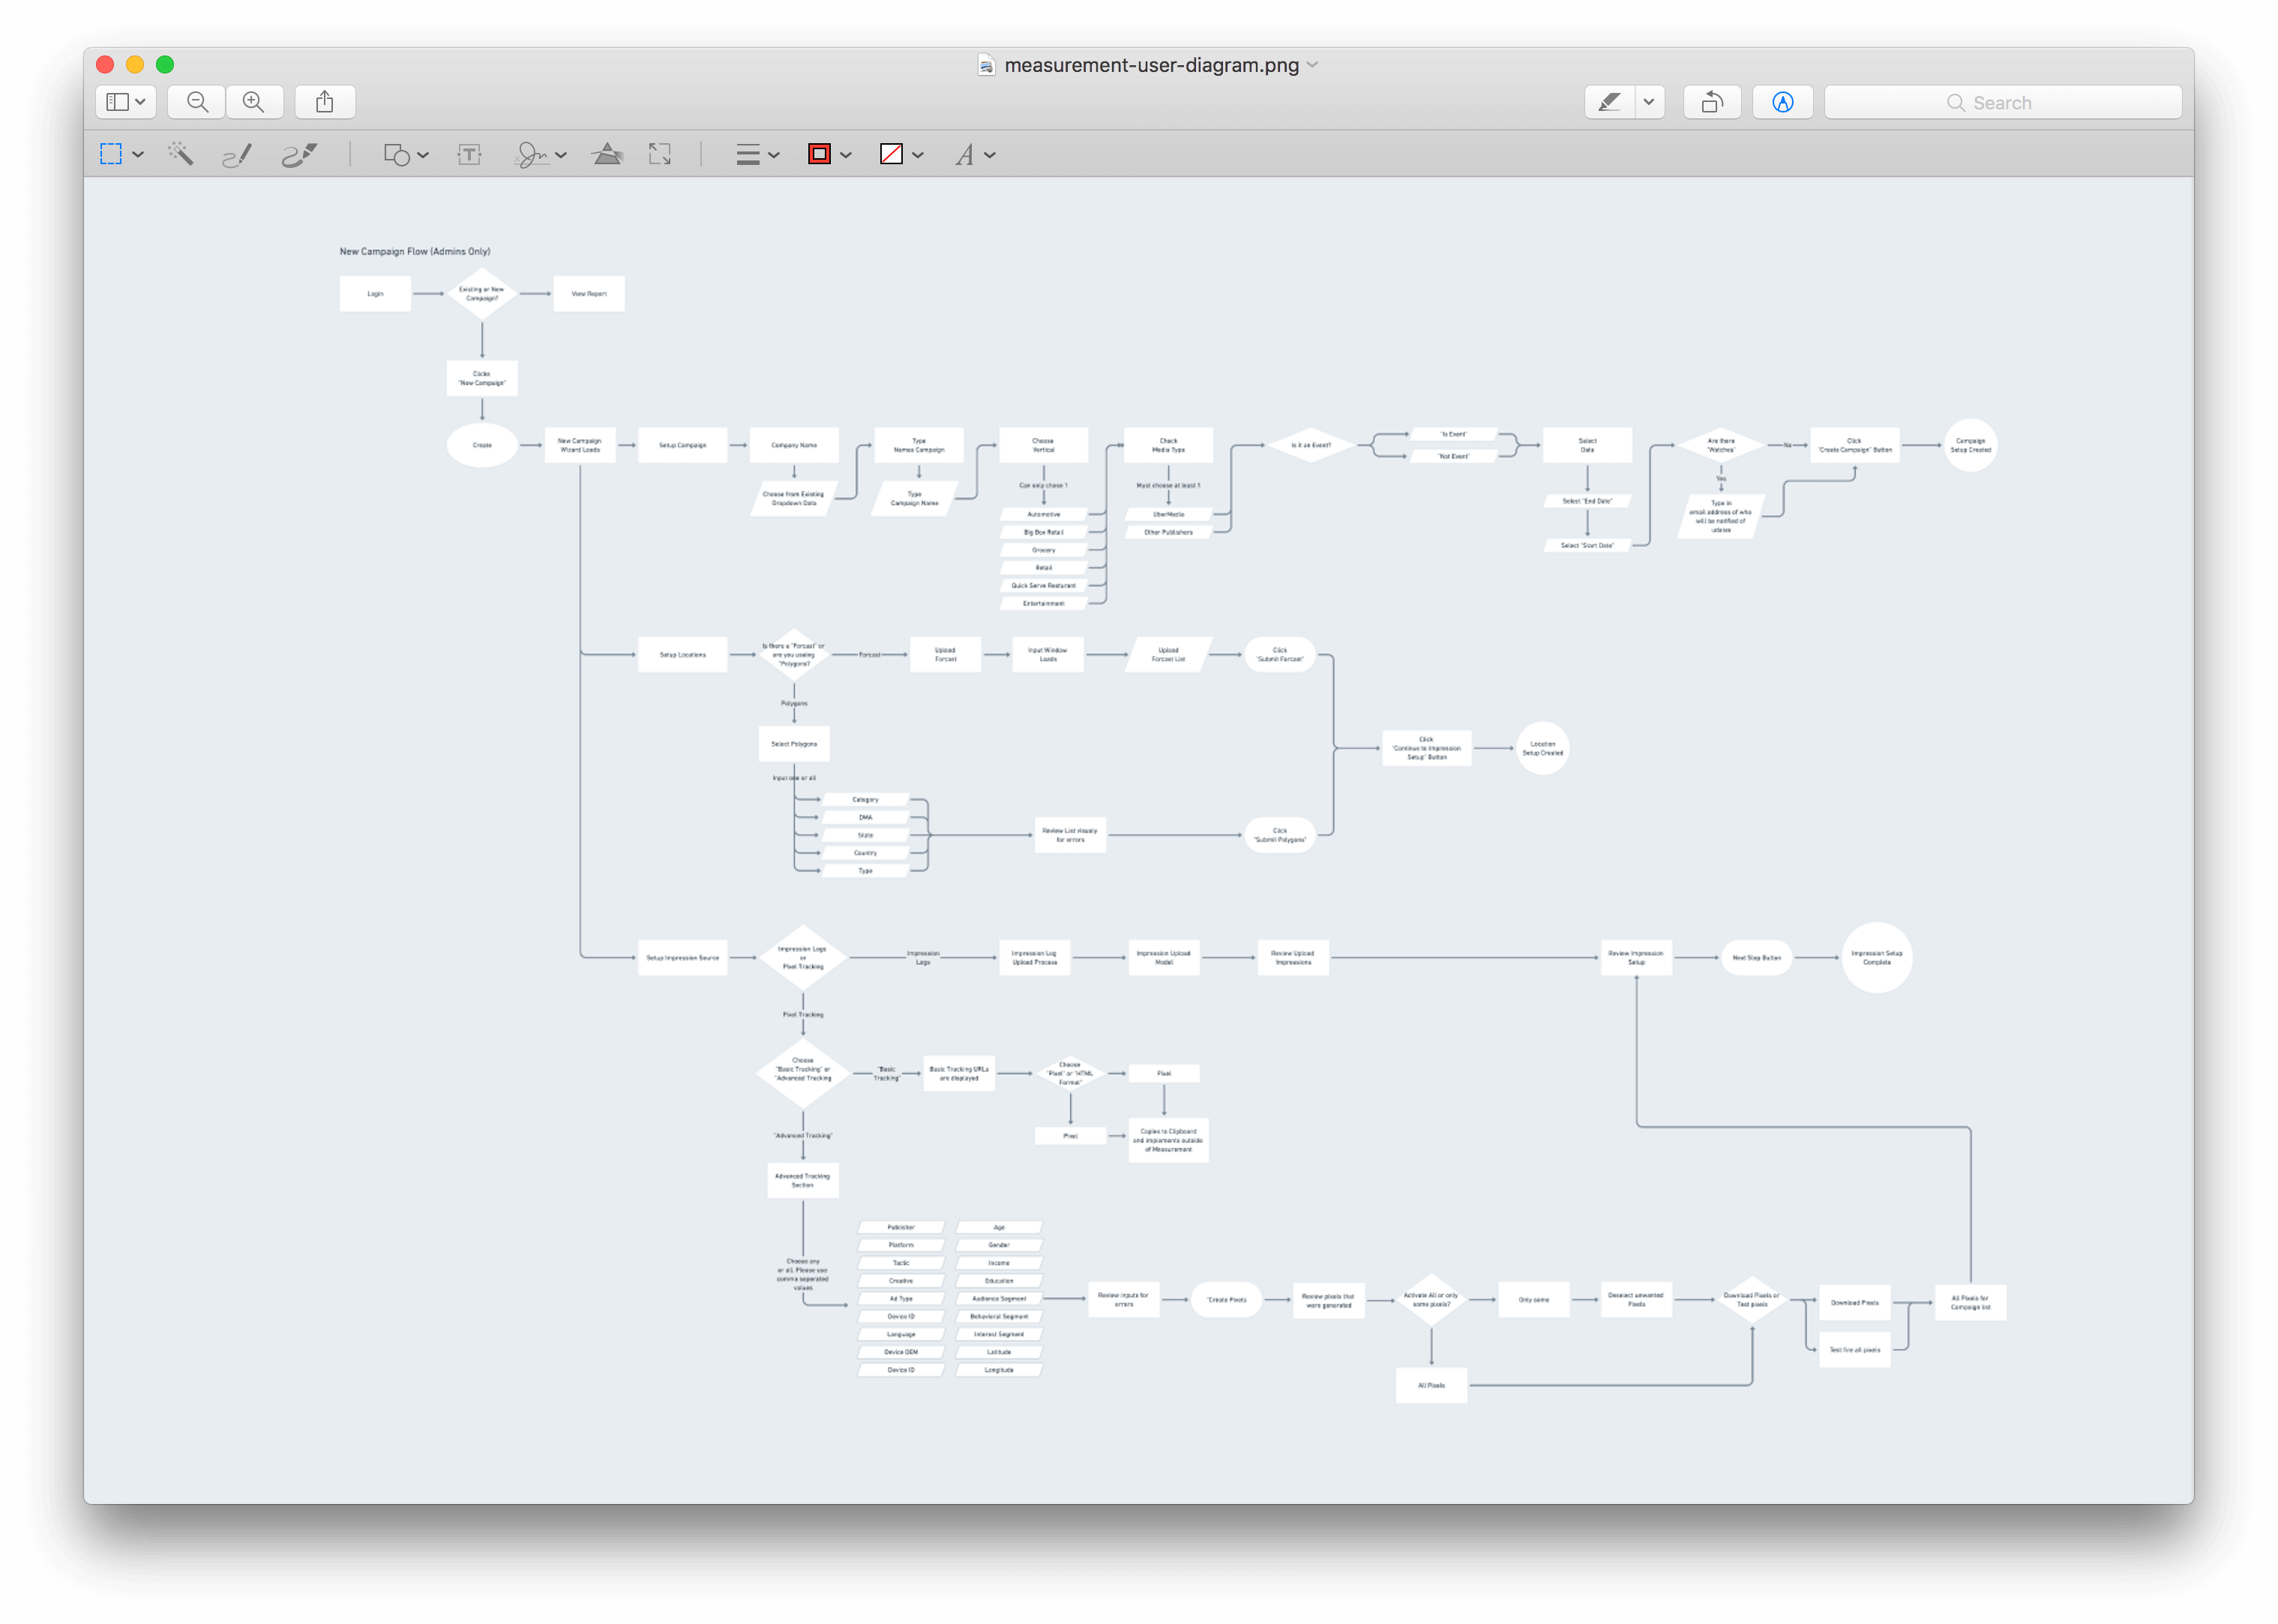 measurement-user-diagram.png
Search
New Campaign Flow (Admins Only)
Login
Existing or New
Campaign?
View Report
Clicks
"New Campaign"
Create
New Campaign
Wizard Loads
Setup Campaign
Company Name
Type
Names Campaign
Choose
Vertical
Check
Media Type
Is it an Event?
"Is Event"
"Not Event"
Select
Date
Are there
"Watches"
No
Click
"Create Campaign" Button
Campaign
Setup Created
Choose from Existing
Dropdown Data
Type
Campaign Name
Can only chose 1
Must choose at least 1
Yes
Automotive
Big Box Retail
Grocery
Retail
Quick Serve Resturant
Entertainment
UberMedia
Other Publishers
Select "End Date"
Select "Start Date"
Type in
email address of who
will be notified of
udates
Setup Locations
Is there a "Forcast" or
are you useing
"Polygons?
Forcast
Upload
Forcast
Input Window
Loads
Upload
Forcast List
Click
"Submit Forcast"
Polygons
Select Polygons
Input one or all
Category
DMA
State
Country
Type
Review List visualy
for errors
Click
"Submit Polygons"
Click
"Continue to Impression
Setup" Button
Location
Setup Created
Setup Impression Source
Impression Logs
or
Pixel Tracking
Impression
Logs
Impression Log
Upload Process
Impression Upload
Model
Review Upload
Impressions
Review Impression
Setup
Next Step Button
Impression Setup
Complete
Pixel Tracking
Choose
"Basic Tracking" or
"Advanced Tracking
"Basic
Tracking"
Basic Tracking URLs
are displayed
Choose
"Pixel" or "HTML
Format"
Pixel
Pixel
Copies to Clipboard
and implements outside
of Measurement
"Advanced Tracking"
Advanced Tracking
Section
Choose any
or all. Please use
comma seperated
values
Publisher
Platform
Tactic
Creative
Ad Type
Device ID
Language
Device OEM
Device ID
Age
Gender
Income
Education
Audience Segment
Behavioral Segment
Interest Segment
Latitude
Longitude
Review inputs for
errors
"Create Pixels
Review pixels that
were generated
Activate All or only
some pixels?
Only some
Deselect unwanted
Pixels
Download Pixels or
Test pixels
Download Pixels
Test fire all pixels
All Pixels for
Campaign list
All Pixels